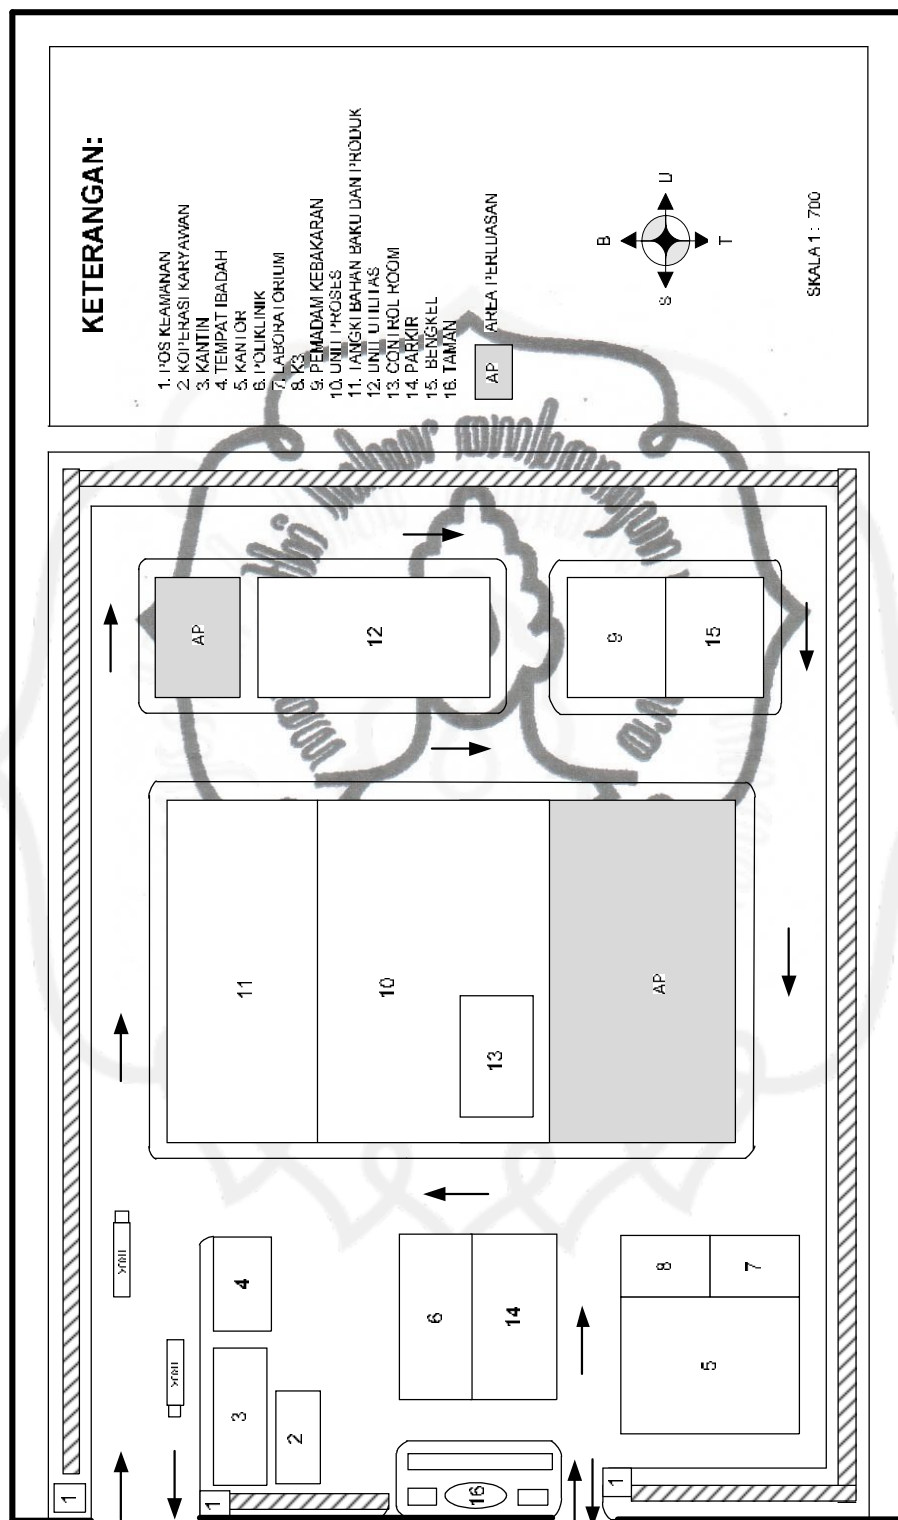 KETERANGAN:
1. POS KEAMANAN
2. KOPERASI KARYAWAN
3. KANTIN
4. TEMPAT IBADAH
5. KANTOR
6. POLIKLINIK
7. LABORATORIUM
8. K3
9. PEMADAM KEBAKARAN
10. UNIT PROSES
11. TANGKI BAHAN BAKU DAN PRODUK
12. UNIT UTILITAS
13. CONTROL ROOM
14. PARKIR
15. BENGKEL
16. TAMAN
AP
AREA PERLUASAN
B
U
S
T
SKALA 1 : 700
AP
12
9
15
11
10
13
AP
TRUK
TRUK
4
3
2
6
14
8
7
5
16
1
1
1